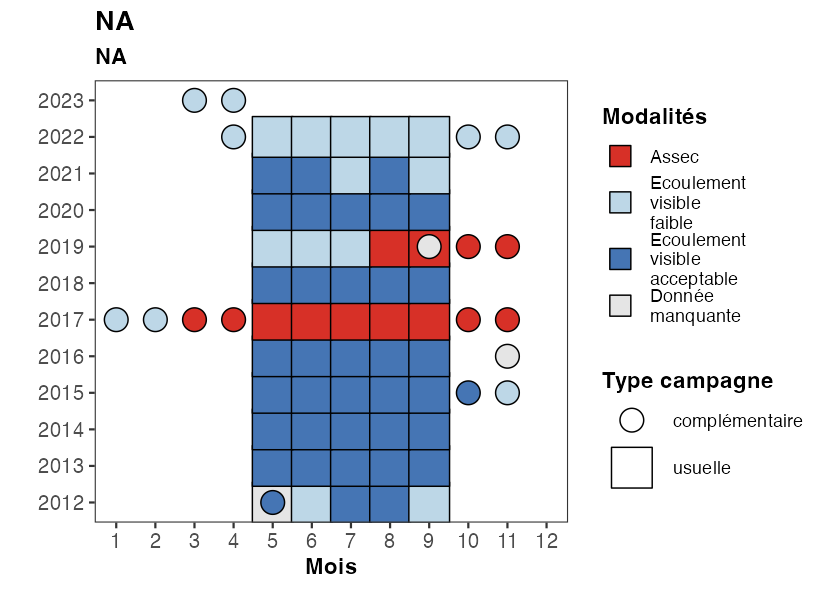 NA
NA
2023
2022
2021
2020
2019
2018
2017
2016
2015
2014
2013
2012
1 2 3 4 5 6 7 8 9 10 11 12
Mois
Modalités
Assec
Ecoulement
visible
faible
Ecoulement
visible
acceptable
Donnée
manquante
Type campagne
complémentaire
usuelle